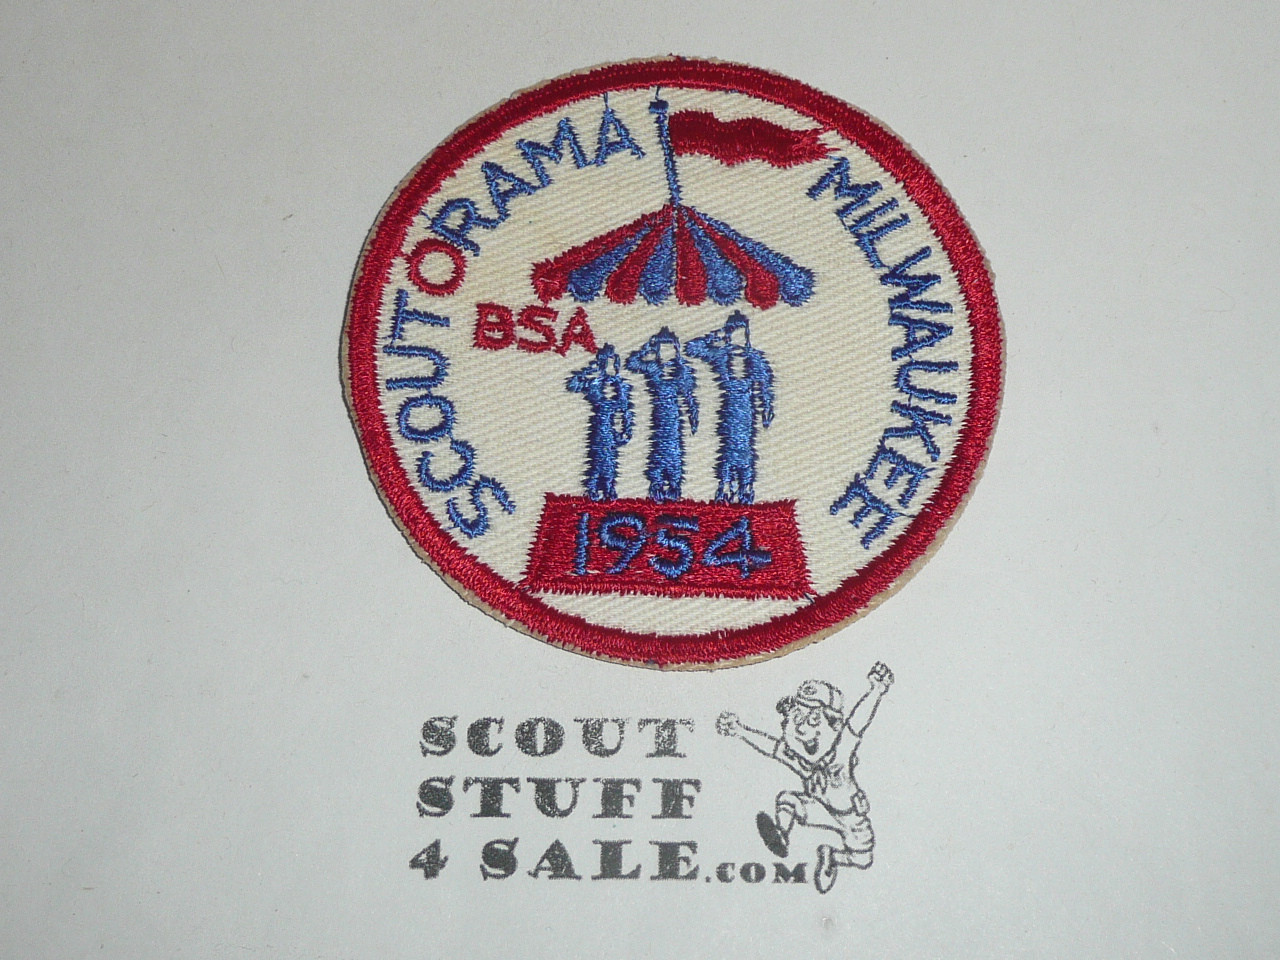 SCOUTORAMA
MILWAUKEE
BSA
1954
SCOUT
STUFF
4 SALE.COM